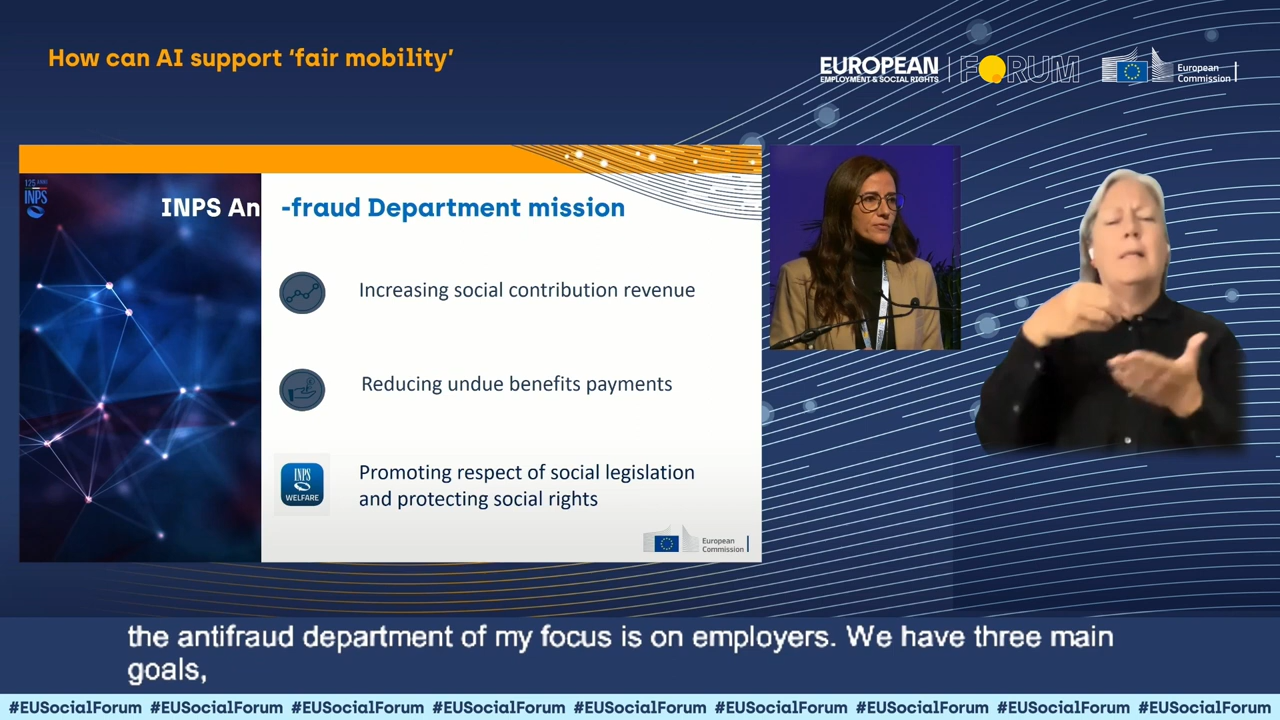 How can AI support ‘fair mobility’
EUROPEAN
EMPLOYMENT & SOCIAL RIGHTS
FORUM
European
Commission
INPS
INPS An -fraud Department mission
Increasing social contribution revenue
Reducing undue benefits payments
INPS
WELFARE
Promoting respect of social legislation
and protecting social rights
European
Commission
the antifraud department of my focus is on employers. We have three main
goals,
#EUSocialForum #EUSocialForum #EUSocialForum #EUSocialForum #EUSocialForum #EUSocialForum #EUSocialForum #EUSocialForum #EUSocialForum